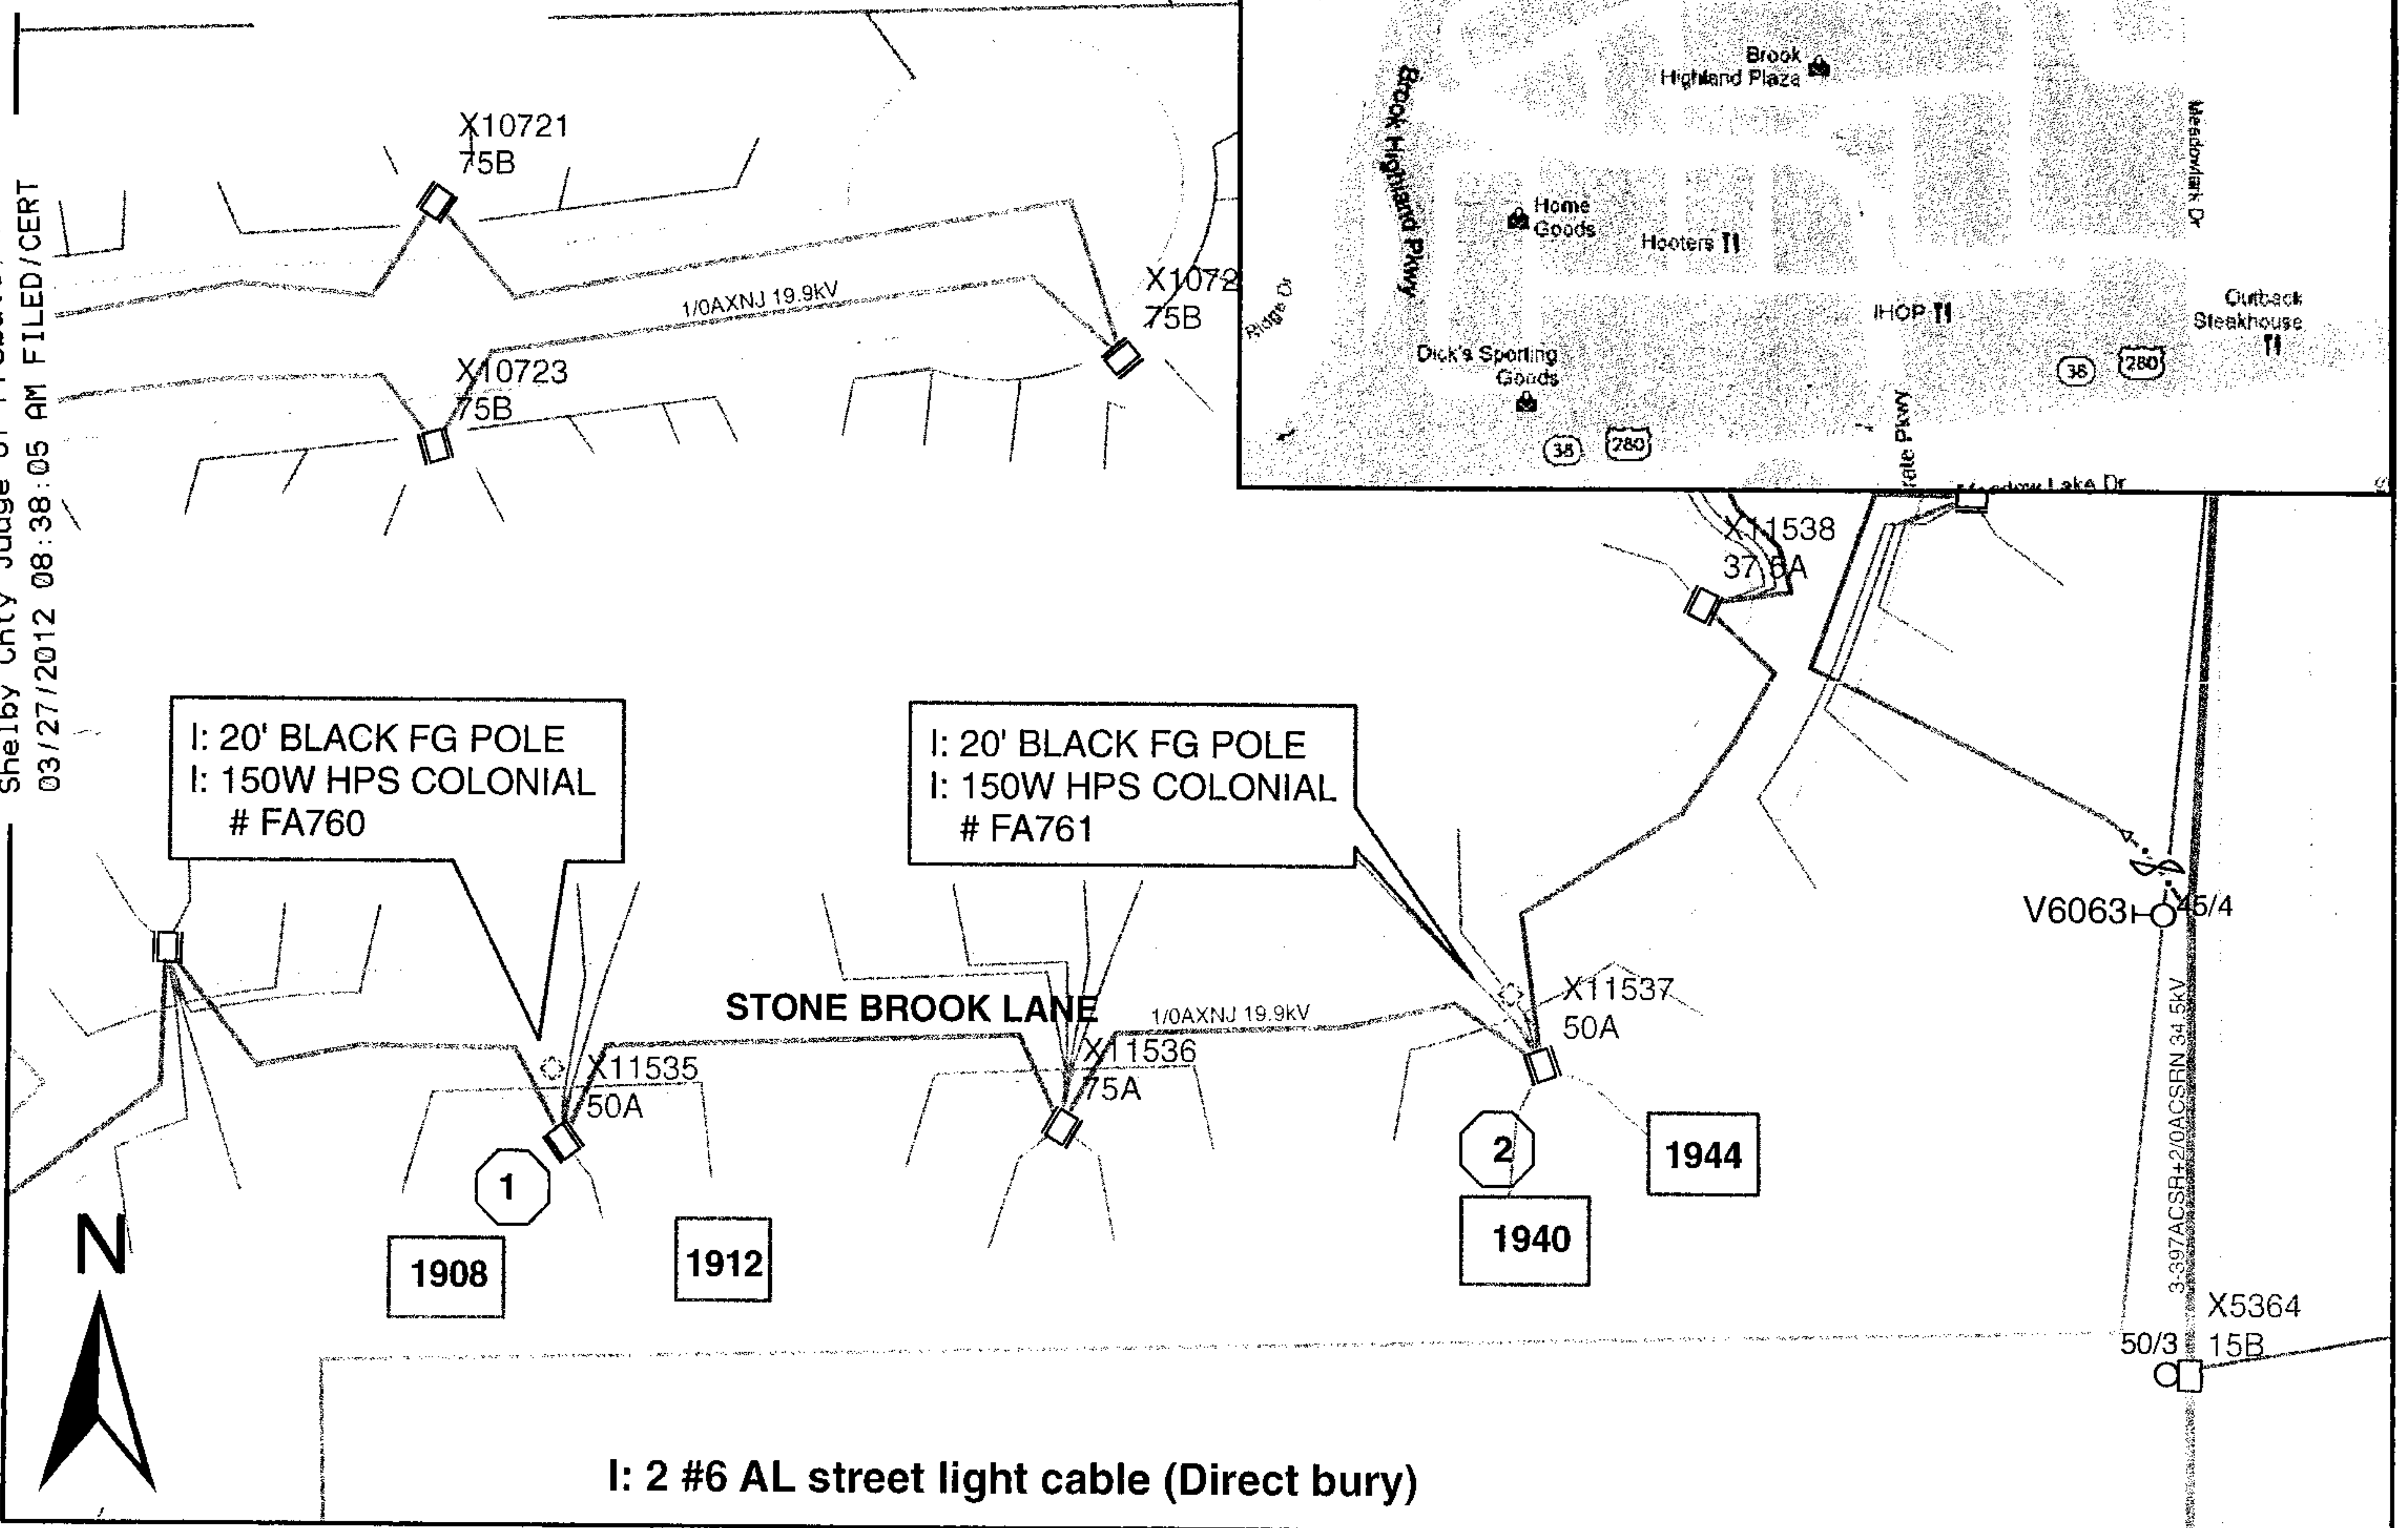 Shelby Cnty Judge of
03/27/2012 08:38:05 AM FILED/CERT
X10721
75B
1/0AXNJ 19.9kV
X1072
75B
X10723
75B
Brook
Highland Plaza
Brook Highland Pkwy
Meadowlark Dr
Home
Goods
Hooters
Ridge Dr
IHOP
Outback
Steakhouse
Dick's Sporting
Goods
38
280
38
280
rate Pkwy
Meadow Lake Dr
X11538
37.5A
I: 20' BLACK FG POLE
I: 150W HPS COLONIAL
# FA760
I: 20' BLACK FG POLE
I: 150W HPS COLONIAL
# FA761
V6063
45/4
STONE BROOK LANE
1/0AXNJ 19.9kV
X11537
50A
X11535
50A
X11536
75A
3-397ACSR+2/0ACSRN 34.5kV
1
2
1944
1908
1912
1940
N
X5364
50/3
15B
I: 2 #6 AL street light cable (Direct bury)